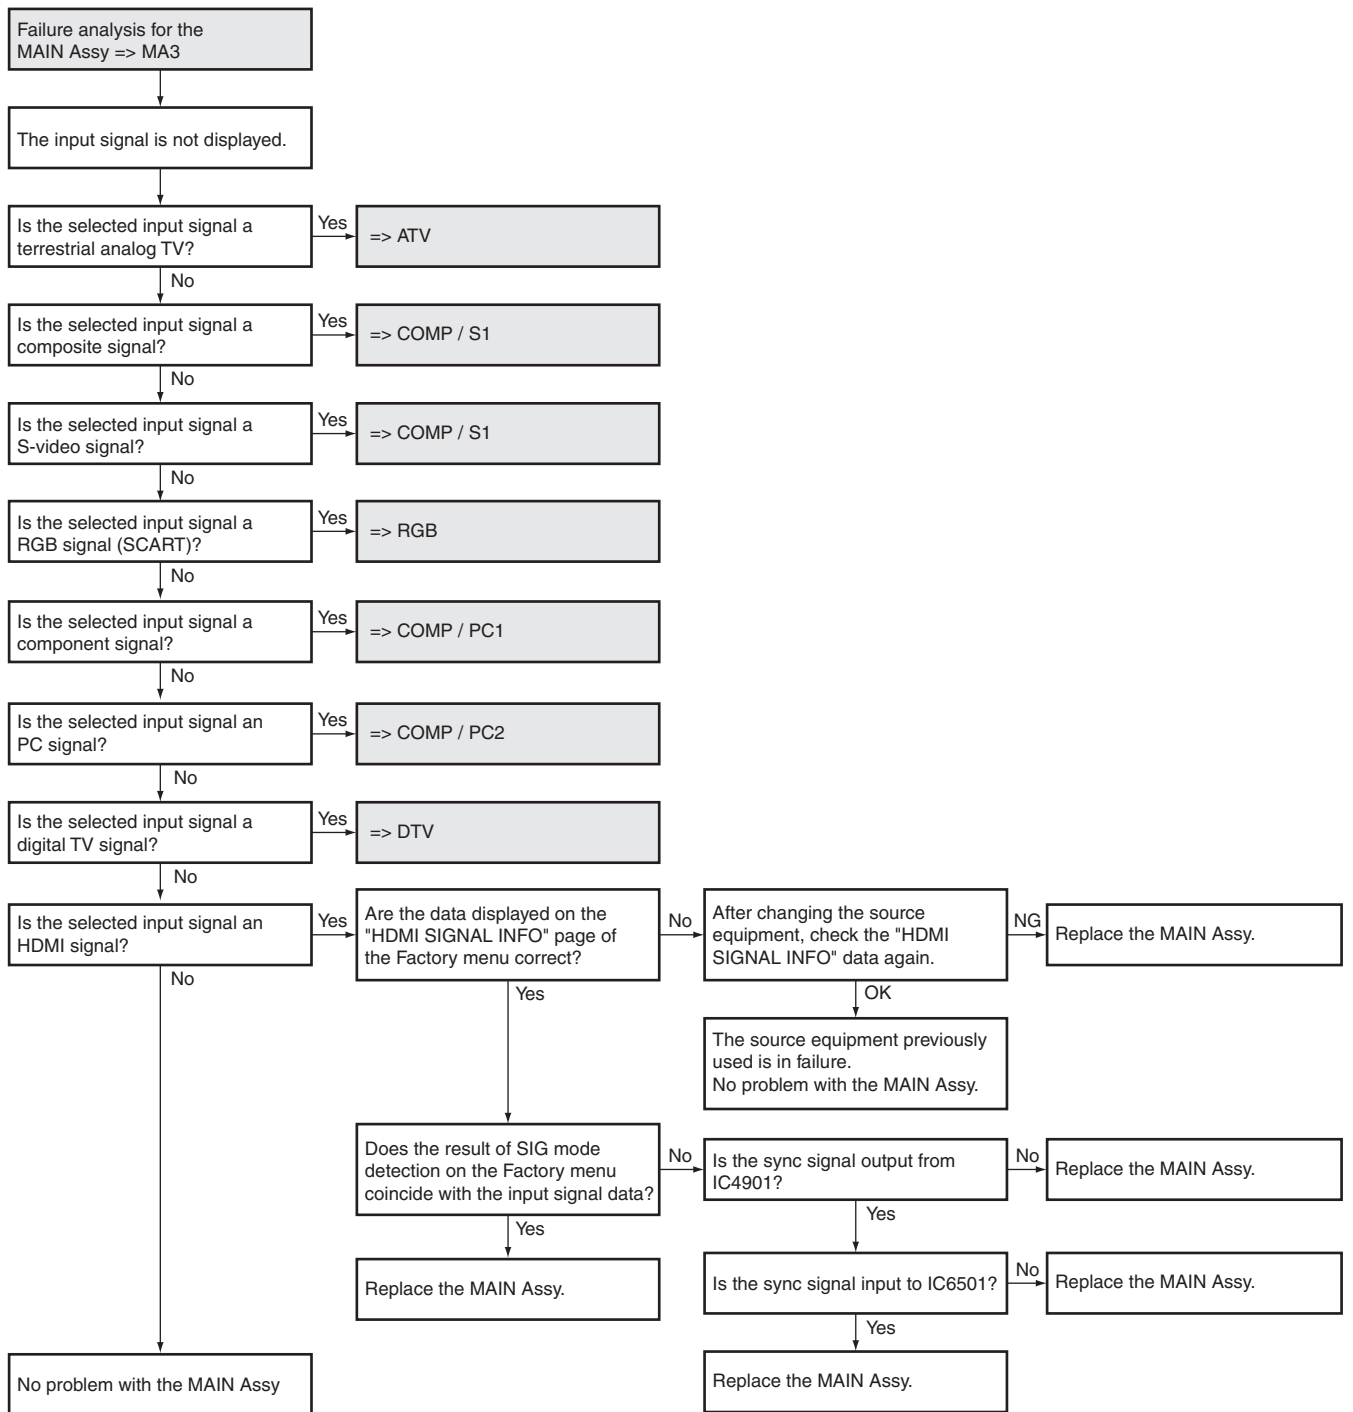 Failure analysis for the
MAIN Assy => MA3
The input signal is not displayed.
Is the selected input signal a
terrestrial analog TV?
Yes
=> ATV
No
Is the selected input signal a
composite signal?
Yes
=> COMP / S1
No
Is the selected input signal a
S-video signal?
Yes
=> COMP / S1
No
Is the selected input signal a
RGB signal (SCART)?
Yes
=> RGB
No
Is the selected input signal a
component signal?
Yes
=> COMP / PC1
No
Is the selected input signal an
PC signal?
Yes
=> COMP / PC2
No
Is the selected input signal a
digital TV signal?
Yes
=> DTV
No
Is the selected input signal an
HDMI signal?
Yes
Are the data displayed on the
"HDMI SIGNAL INFO" page of
the Factory menu correct?
No
After changing the source
equipment, check the "HDMI
SIGNAL INFO" data again.
NG
Replace the MAIN Assy.
No
Yes
OK
The source equipment previously
used is in failure.
No problem with the MAIN Assy.
Does the result of SIG mode
detection on the Factory menu
coincide with the input signal data?
No
Is the sync signal output from
IC4901?
No
Replace the MAIN Assy.
Yes
Yes
Replace the MAIN Assy.
Is the sync signal input to IC6501?
No
Replace the MAIN Assy.
Yes
No problem with the MAIN Assy
Replace the MAIN Assy.